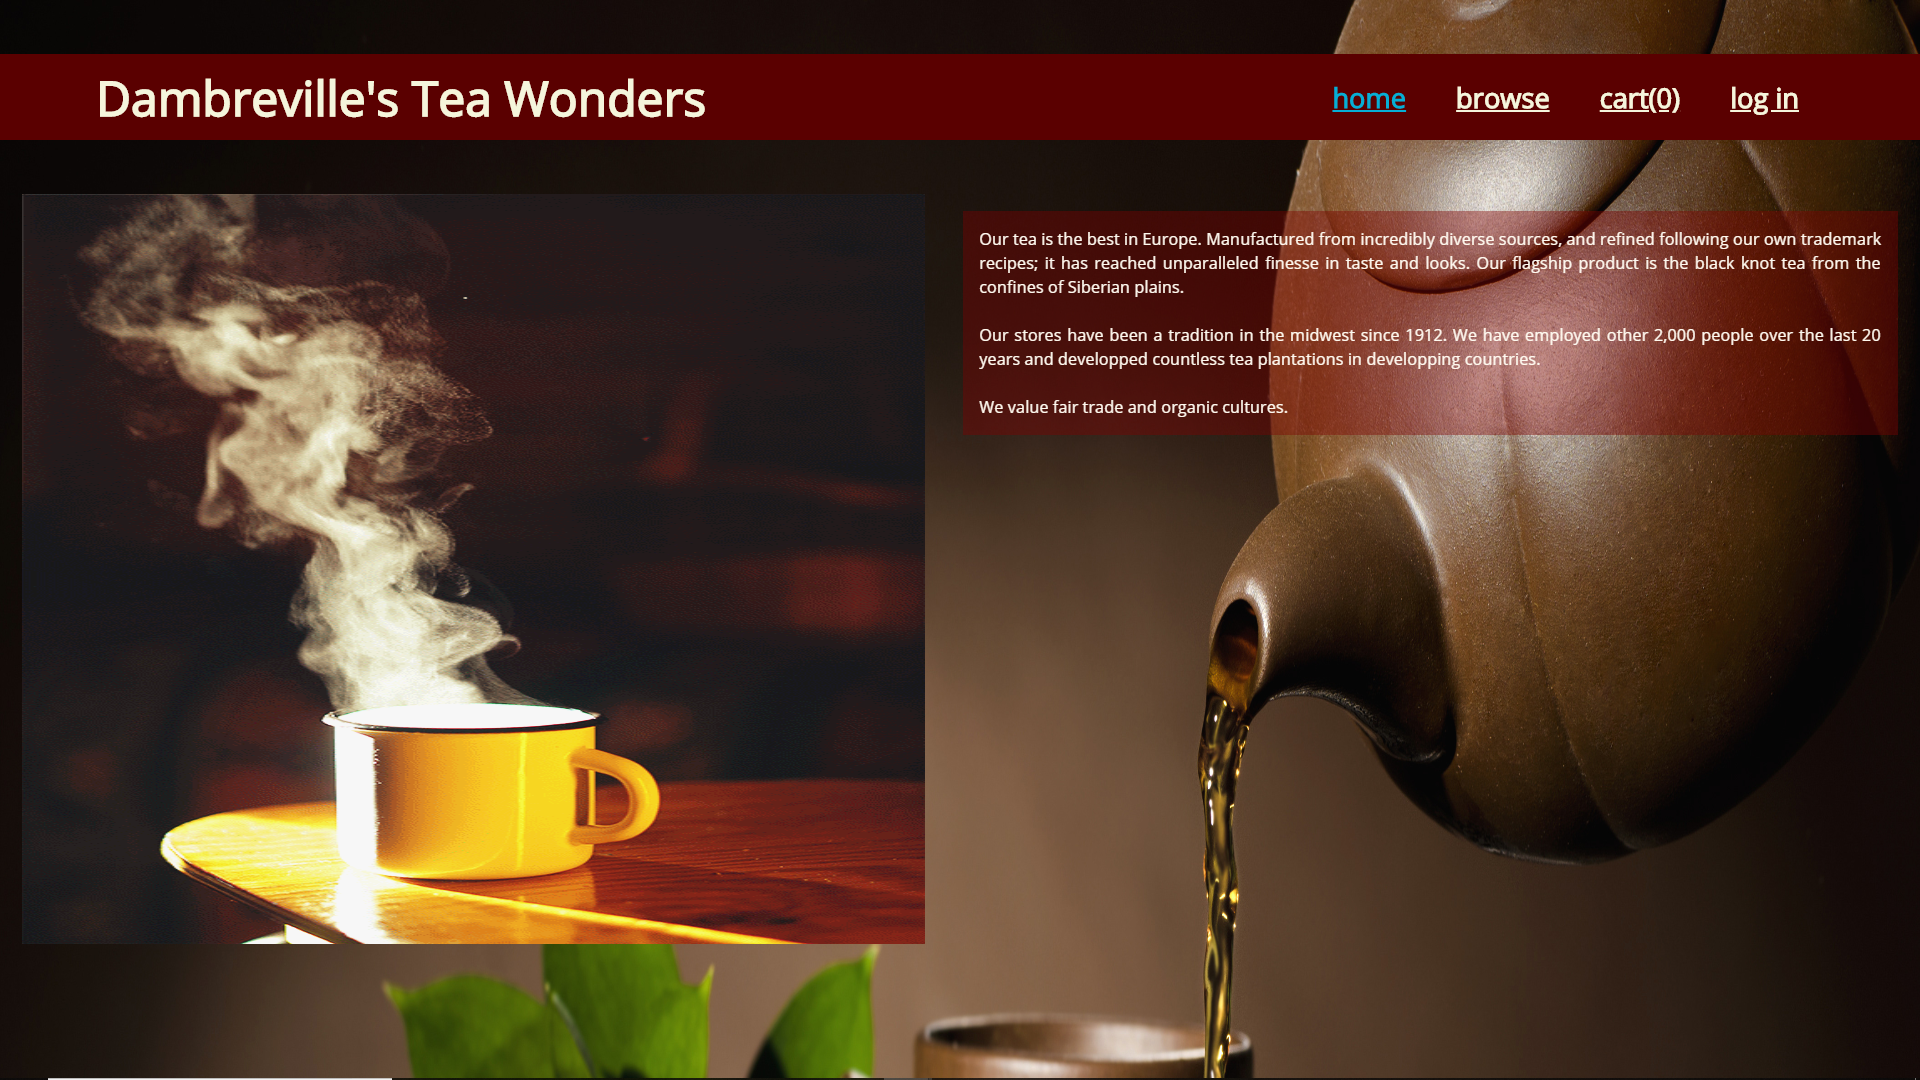 Dambreville's Tea Wonders
home browse cart(0) log in
Our tea is the best in Europe. Manufactured from incredibly diverse sources, and refined following our own trademark
recipes; it has reached unparalleled finesse in taste and looks. Our flagship product is the black knot tea from the
confines of Siberian plains.
Our stores have been a tradition in the midwest since 1912. We have employed other 2,000 people over the last 20
years and developped countless tea plantations in developping countries.
We value fair trade and organic cultures.